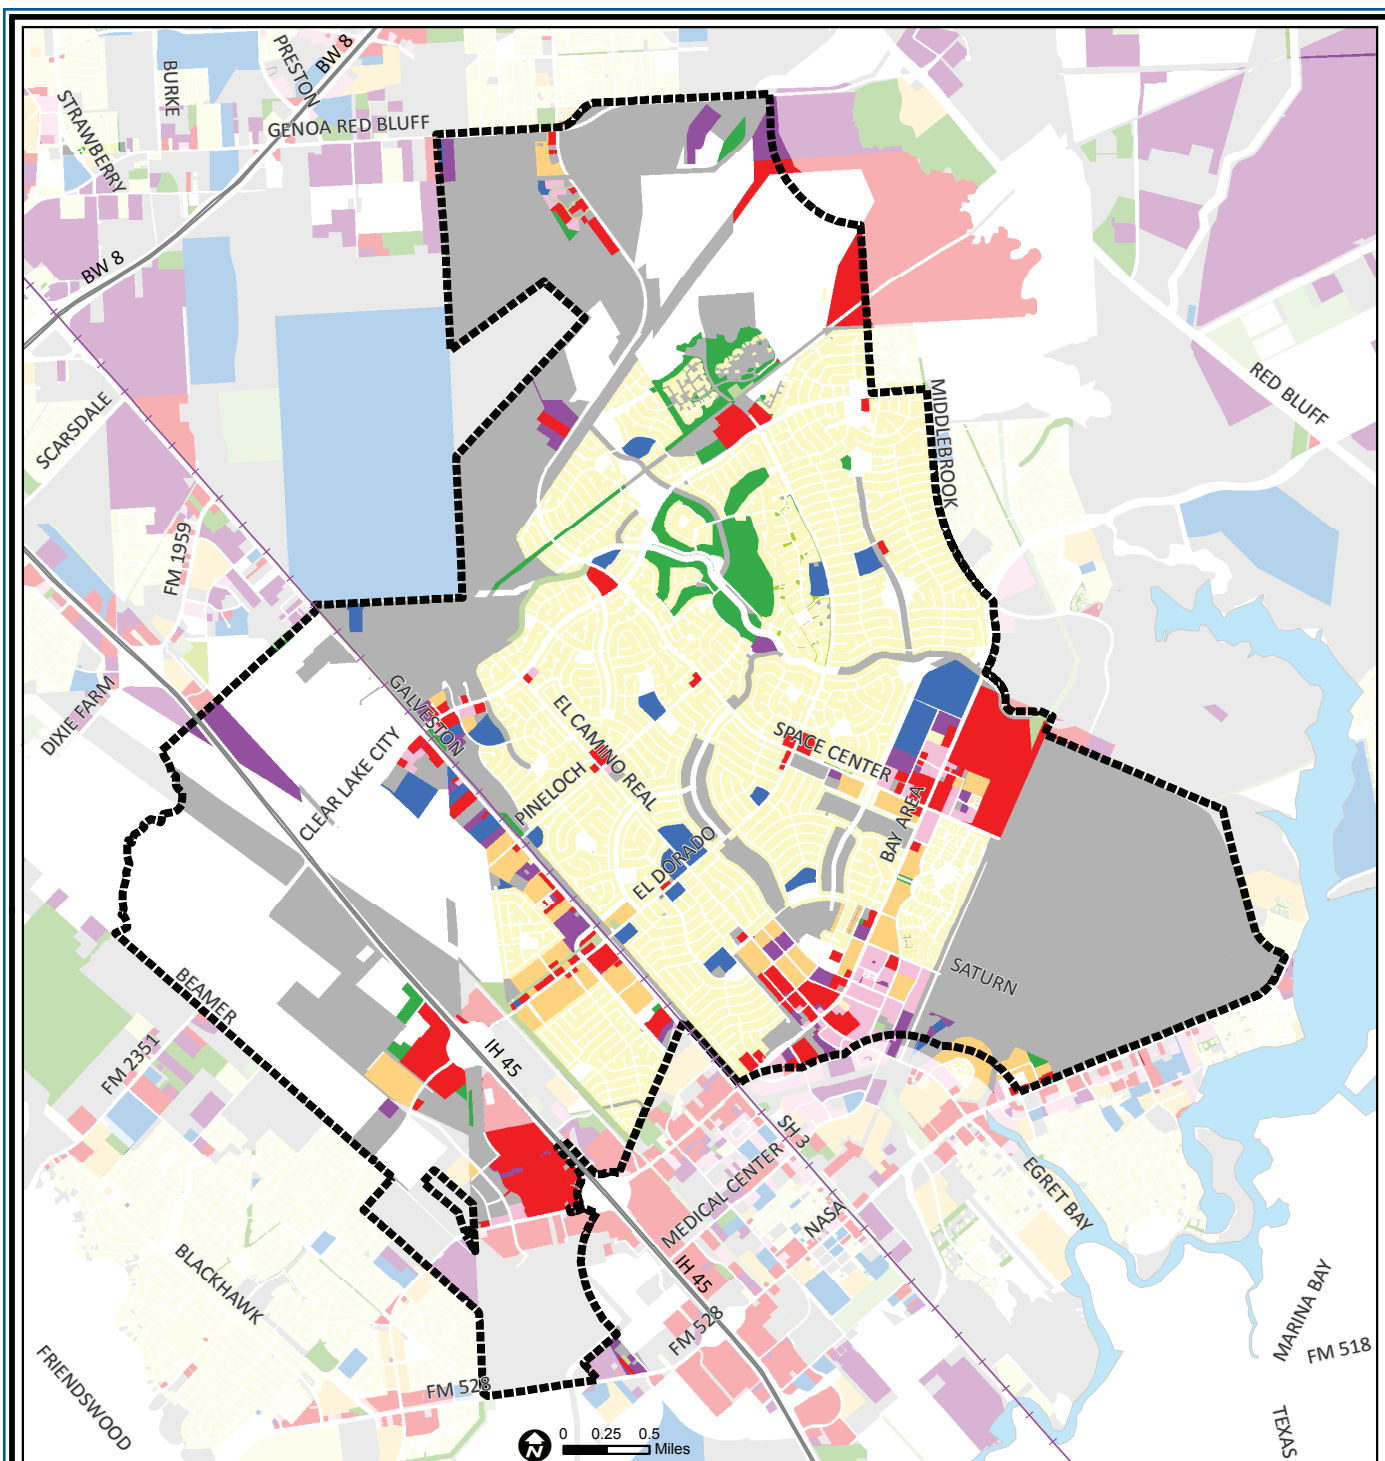 PRESTON
BW 8
BURKE
STRAWBERRY
GENOA RED BLUFF
BW 8
SCARSDALE
RED BLUFF
MIDDLEBROOK
FM 1959
DIXIE FARM
GALVESTON
EL CAMINO REAL
CLEAR LAKE CITY
SPACE CENTER
PINELOCH
BAY AREA
EL DORADO
SATURN
BEAMER
FM 2351
IH 45
SH 3
MEDICAL CENTER
EGRET BAY
NASA
BLACKHAWK
IH 45
MARINA BAY
FM 528
FM 518
FRIENDSWOOD
FM 528
TEXAS
N
0 0.25 0.5
Miles